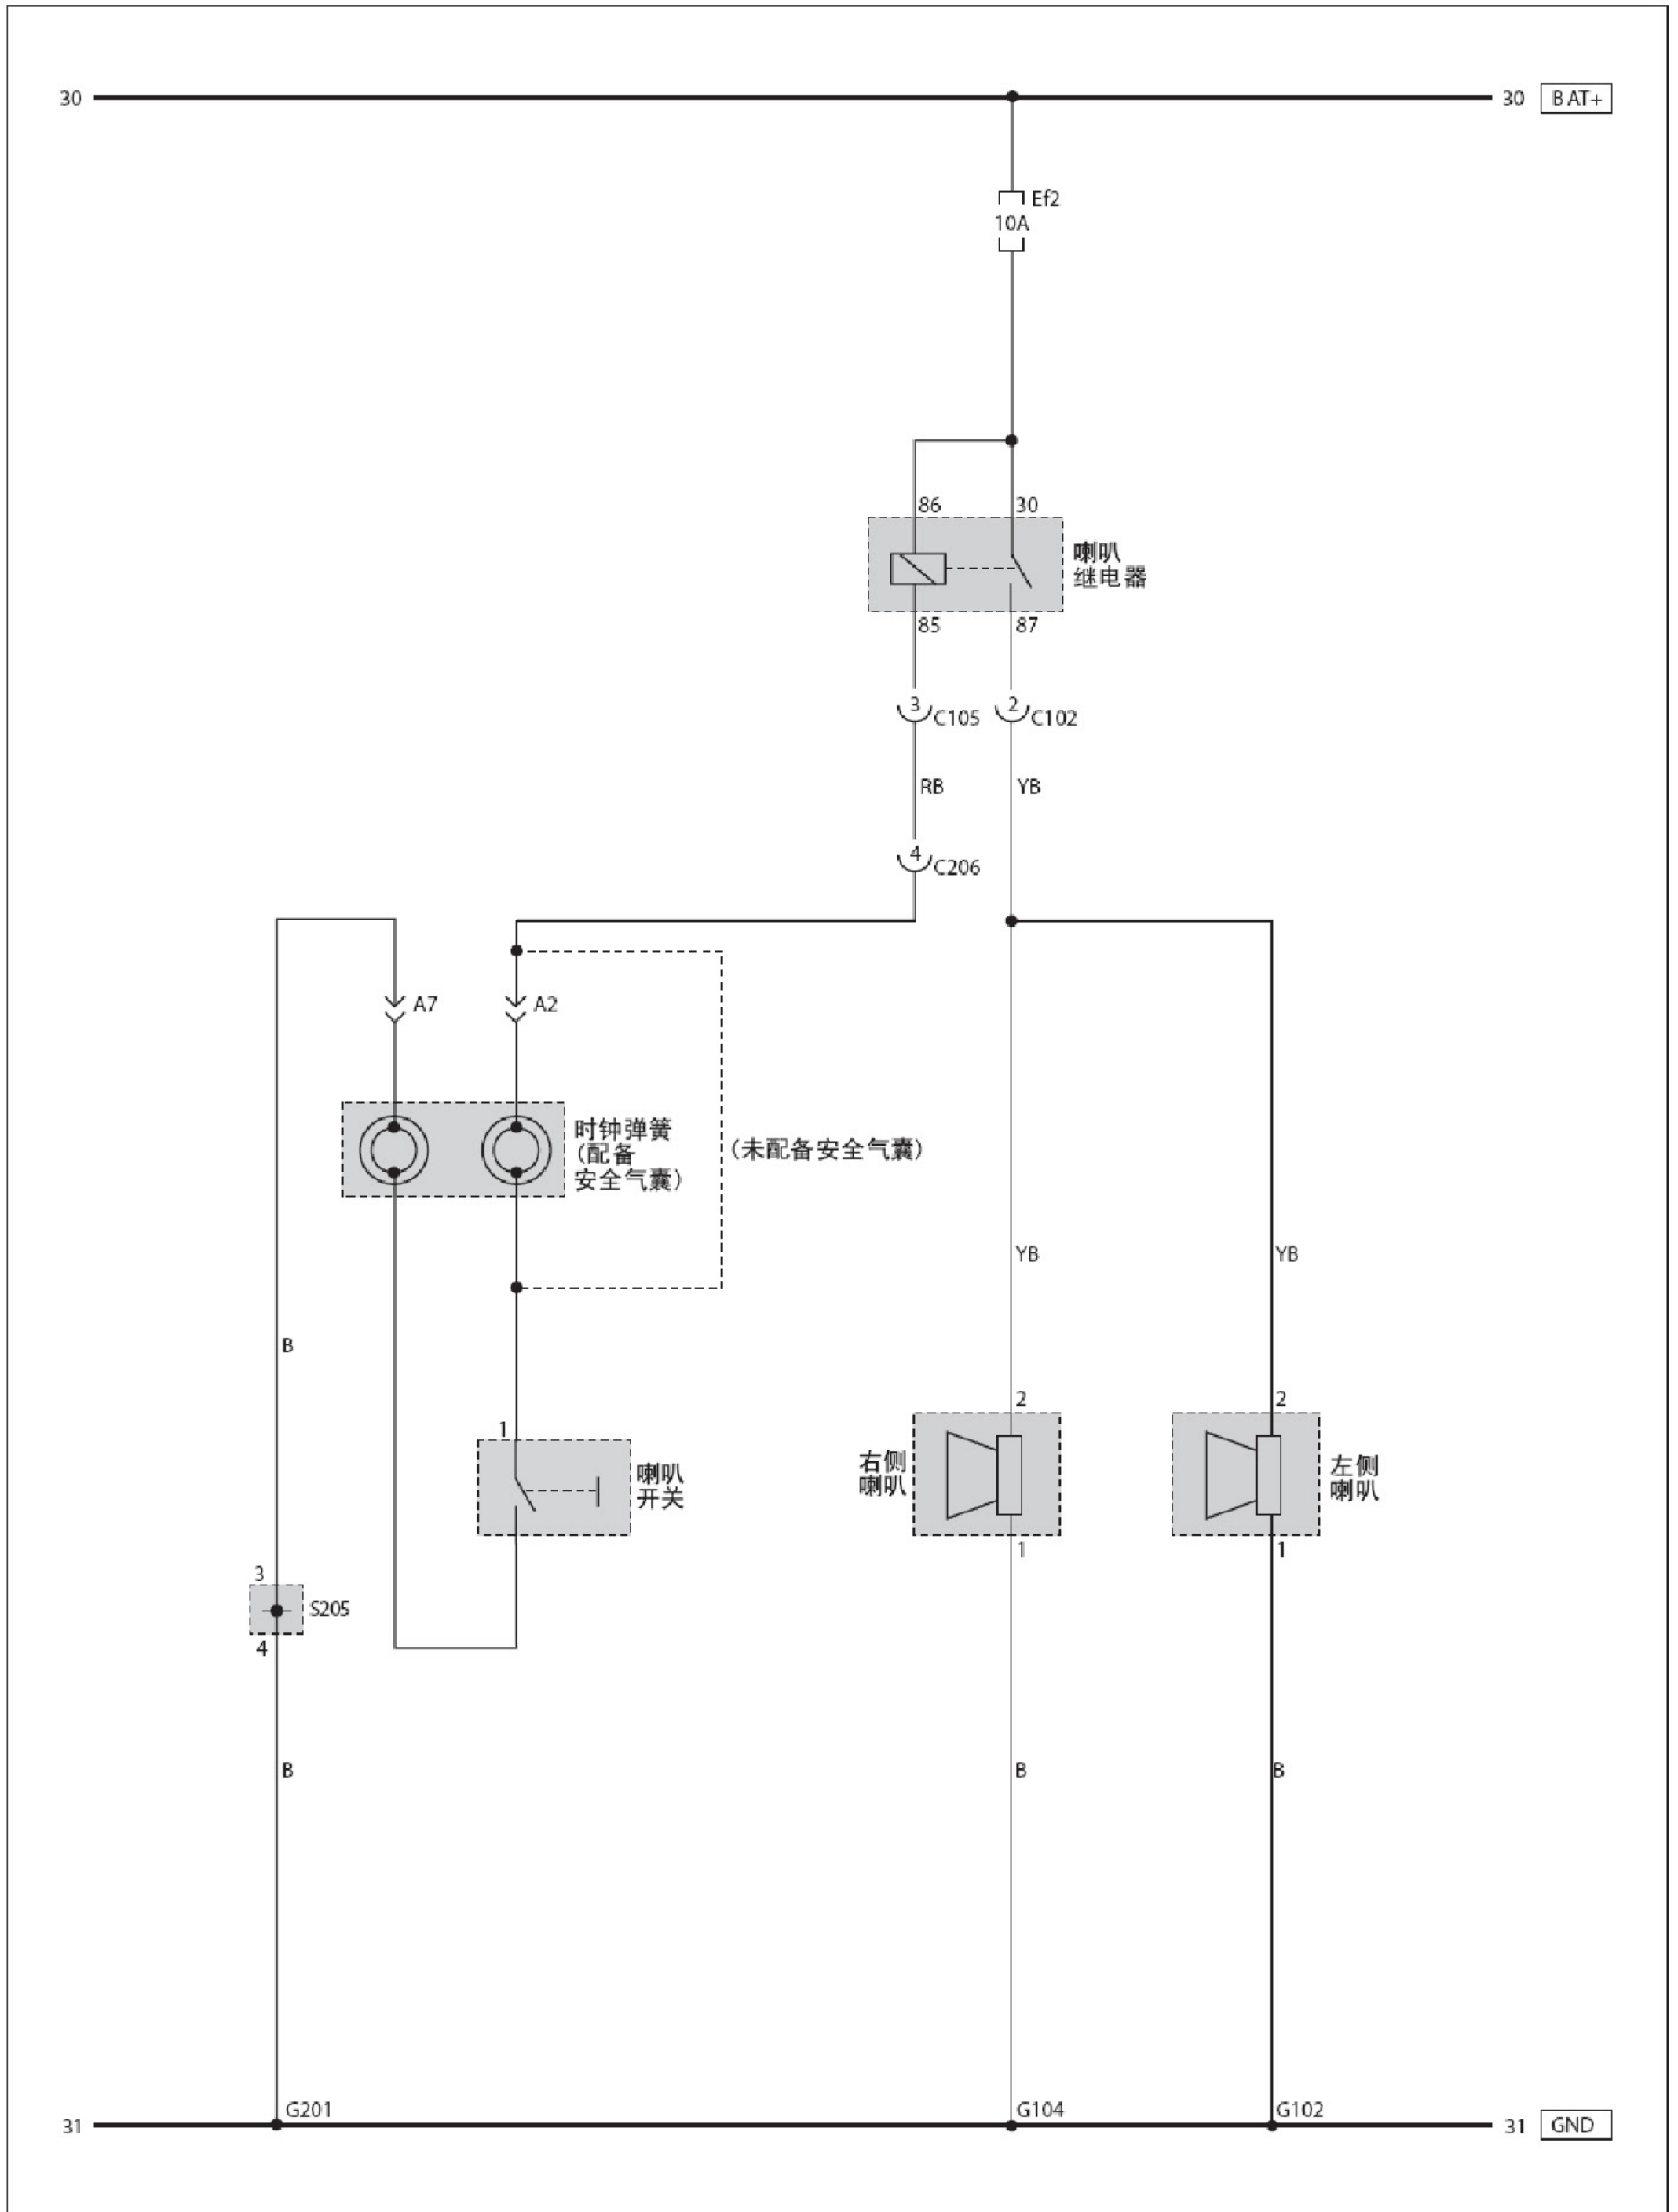 30
30 BAT+
Ef2
10A
86
30
喇叭
继电器
85
87
3
C105
2
C102
RB
YB
4
C206
A7
A2
时钟弹簧
(配备
安全气囊)
(未配备安全气囊)
YB
YB
B
2
2
1
喇叭
开关
右侧
喇叭
左侧
喇叭
1
1
3
S205
4
B
B
B
G201
G104
G102
31
31 GND